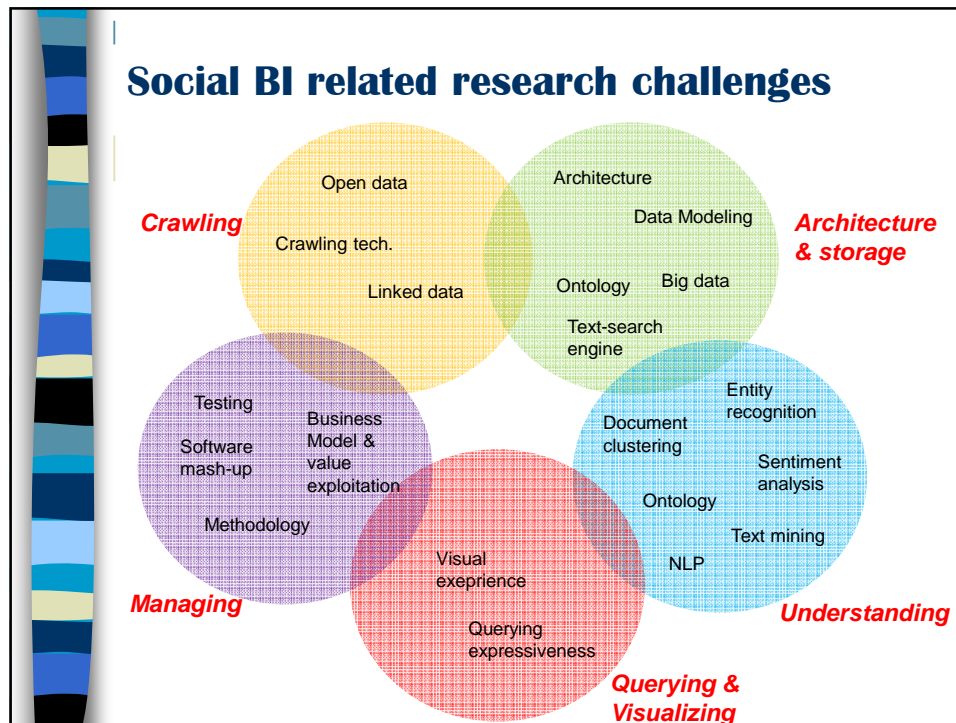 Social BI related research challenges
Crawling
Open data
Crawling tech.
Linked data
Architecture
& storage
Architecture
Data Modeling
Ontology
Big data
Text-search
engine
Managing
Testing
Software
mash-up
Business
Model &
value
exploitation
Methodology
Understanding
Entity
recognition
Document
clustering
Sentiment
analysis
Ontology
Text mining
NLP
Querying &
Visualizing
Visual
exeprience
Querying
expressiveness